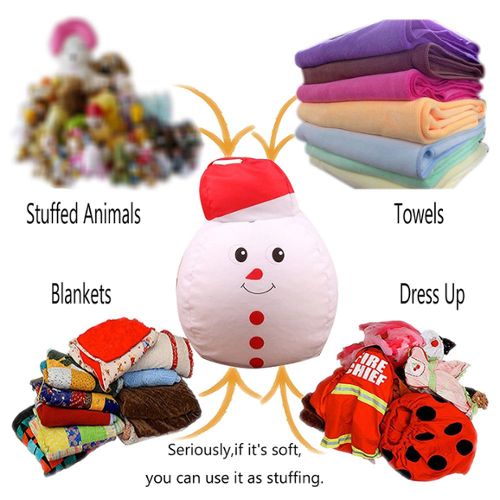 Stuffed Animals
Towels
Blankets
Dress Up
FIRE
CHIEF
Seriously,if it's soft,
you can use it as stuffing.